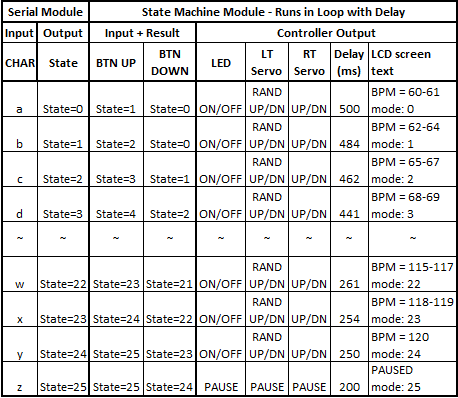 Serial Module State Machine Module - Runs in Loop with Delay
Input Output Input + Result Controller Output
CHAR State BTN UP BTN DOWN LED LT Servo RT Servo Delay (ms) LCD screen text
a State=0 State=1 State=0 ON/OFF RAND UP/DN UP/DN 500 BPM = 60-61 mode: 0
b State=1 State=2 State=0 ON/OFF RAND UP/DN UP/DN 484 BPM = 62-64 mode: 1
c State=2 State=3 State=1 ON/OFF RAND UP/DN UP/DN 462 BPM = 65-67 mode: 2
d State=3 State=4 State=2 ON/OFF RAND UP/DN UP/DN 441 BPM = 68-69 mode: 3
~ ~ ~ ~ ~ ~ ~ ~ ~
w State=22 State=23 State=21 ON/OFF RAND UP/DN UP/DN 261 BPM = 115-117 mode: 22
x State=23 State=24 State=22 ON/OFF RAND UP/DN UP/DN 254 BPM = 118-119 mode: 23
y State=24 State=25 State=23 ON/OFF RAND UP/DN UP/DN 250 BPM = 120 mode: 24
z State=25 State=25 State=24 PAUSE PAUSE PAUSE 200 PAUSED mode: 25